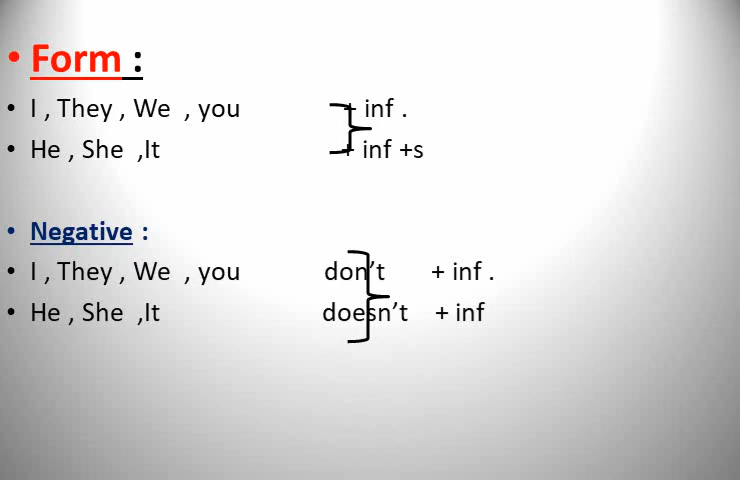 • Form :
• I , They , We , you + inf .
• He , She ,It + inf +s
• Negative :
• I , They , We , you don’t + inf .
• He , She ,It doesn’t + inf